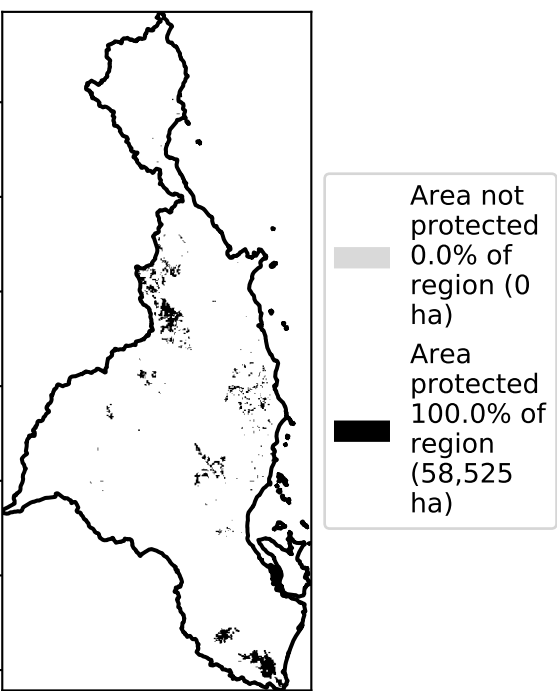 Area not
protected
0.0% of
region (0
ha)
Area
protected
100.0% of
region
(58,525
ha)